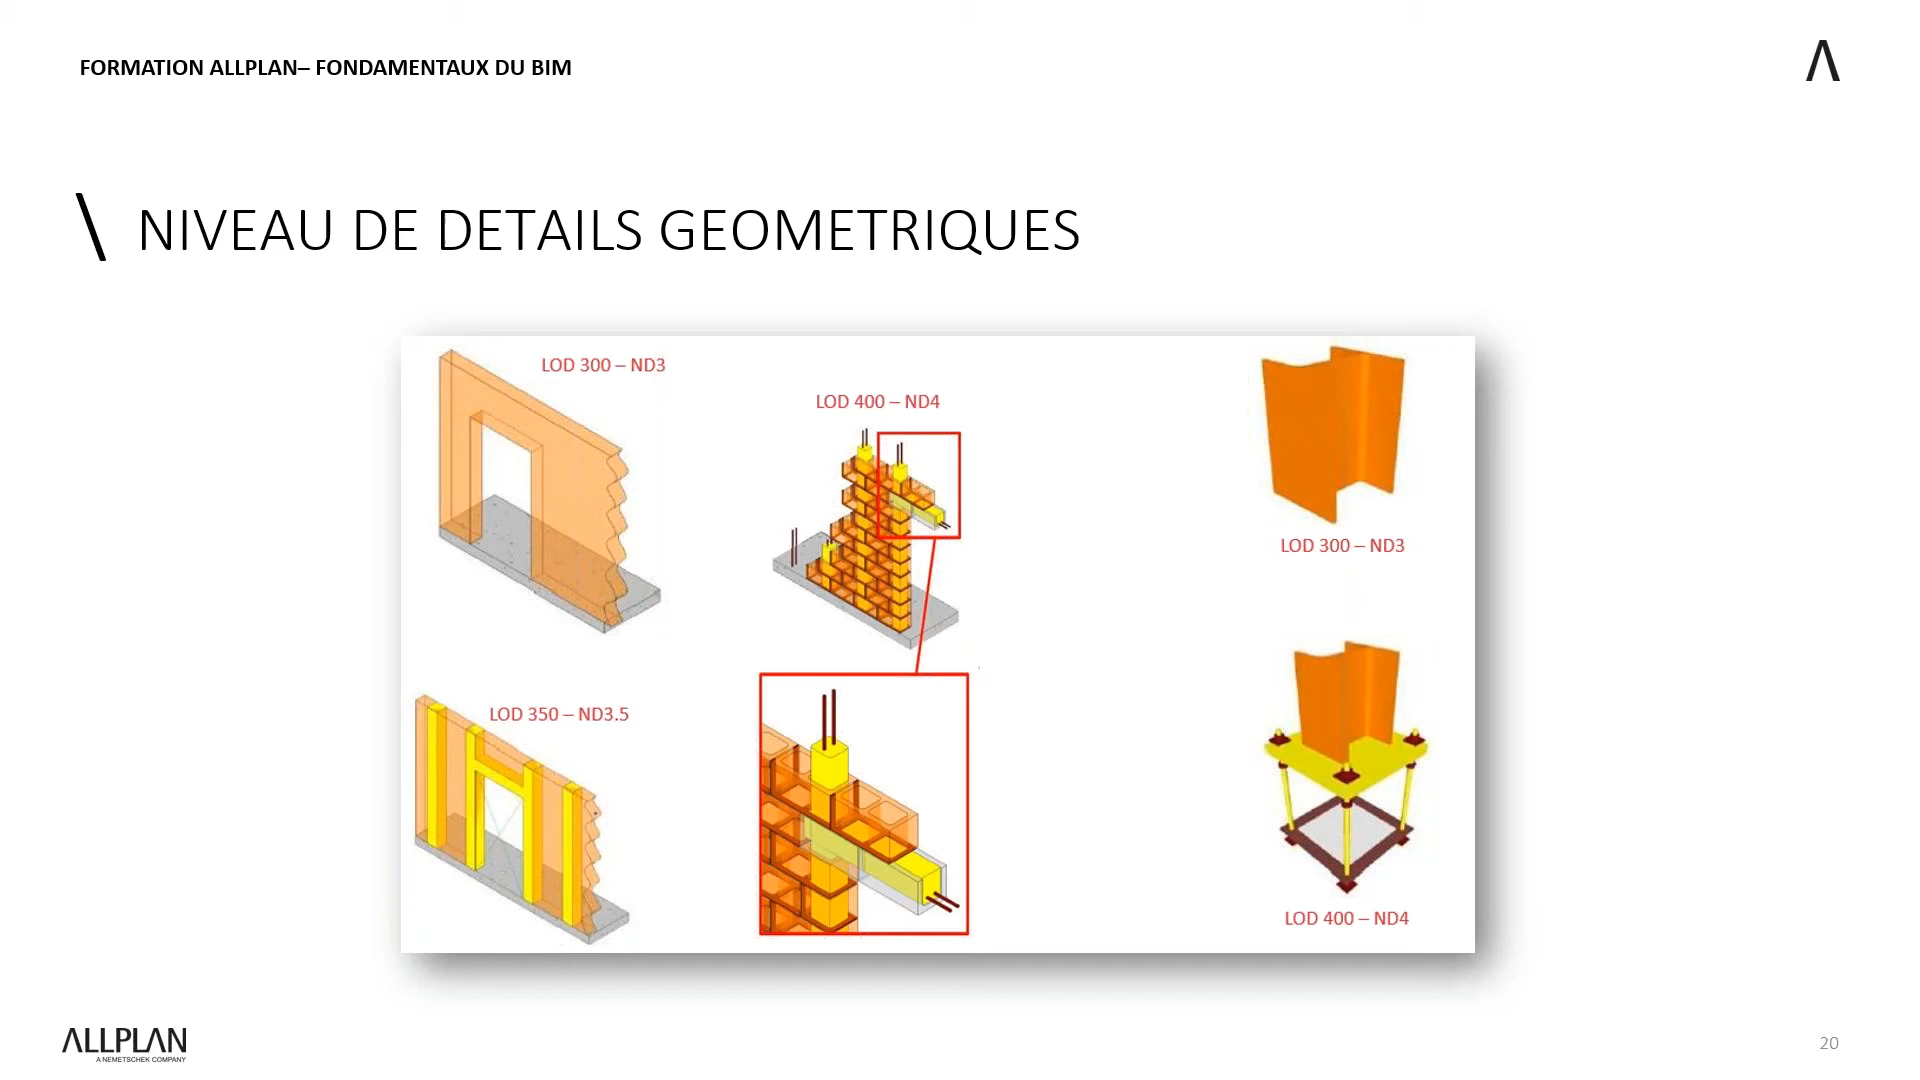 FORMATION ALLPLAN– FONDAMENTAUX DU BIM
\ NIVEAU DE DETAILS GEOMETRIQUES
LOD 300 – ND3
LOD 400 – ND4
LOD 300 – ND3
LOD 350 – ND3.5
LOD 400 – ND4
ALLPLAN
A NEMETSCHEK COMPANY
20